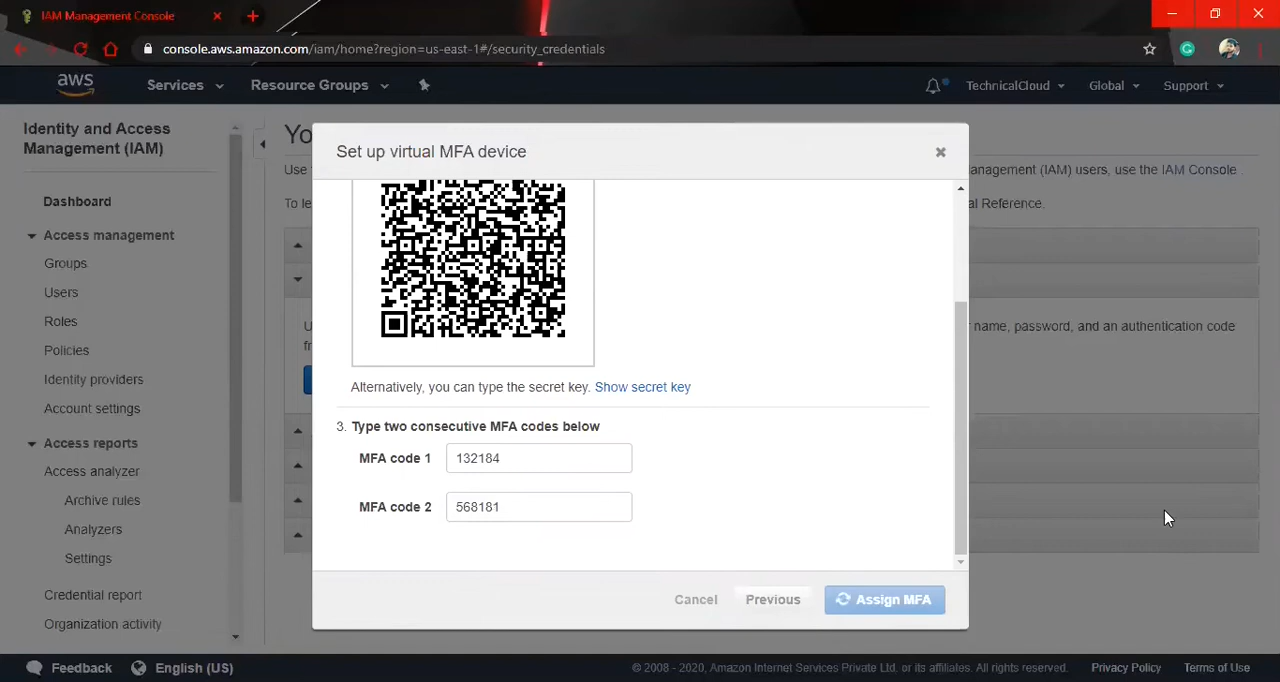 IAM Management Console
console.aws.amazon.com/iam/home?region=us-east-1#/security_credentials
aws Services Resource Groups TechnicalCloud Global Support
Identity and Access
Management (IAM)
Dashboard
Access management
Groups
Users
Roles
Policies
Identity providers
Account settings
Access reports
Access analyzer
Archive rules
Analyzers
Settings
Credential report
Organization activity
Yo
Use anagement (IAM) users, use the IAM Console .
To le al Reference.
U name, password, and an authentication code
fr
Set up virtual MFA device
Alternatively, you can type the secret key. Show secret key
3. Type two consecutive MFA codes below
MFA code 1 132184
MFA code 2 568181
Cancel Previous Assign MFA
Feedback English (US) © 2008 - 2020, Amazon Internet Services Private Ltd. or its affiliates. All rights reserved. Privacy Policy Terms of Use